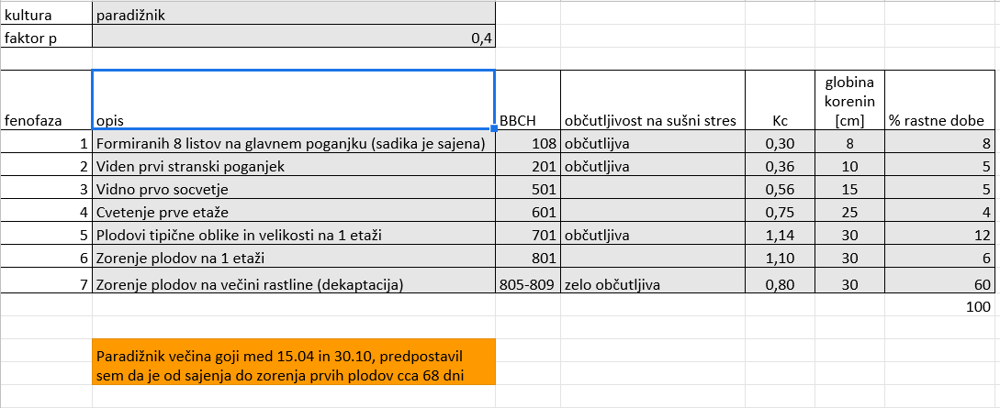 kultura paradižnik
faktor p 0,4
globina
korenin
fenofaza opis BBCH občutljivost na sušni stres Kc [cm] % rastne dobe
1 Formiranih 8 listov na glavnem poganjku (sadika je sajena) 108 občutljiva 0,30 8 8
2 Viden prvi stranski poganjek 201 občutljiva 0,36 10 5
3 Vidno prvo socvetje 501 0,56 15 5
4 Cvetenje prve etaže 601 0,75 25 4
5 Plodovi tipične oblike in velikosti na 1 etaži 701 občutljiva 1,14 30 12
6 Zorenje plodov na 1 etaži 801 1,10 30 6
7 Zorenje plodov na večini rastline (dekaptacija) 805-809 zelo občutljiva 0,80 30 60
100
Paradižnik večina goji med 15.04 in 30.10, predpostavil
sem da je od sajenja do zorenja prvih plodov cca 68 dni